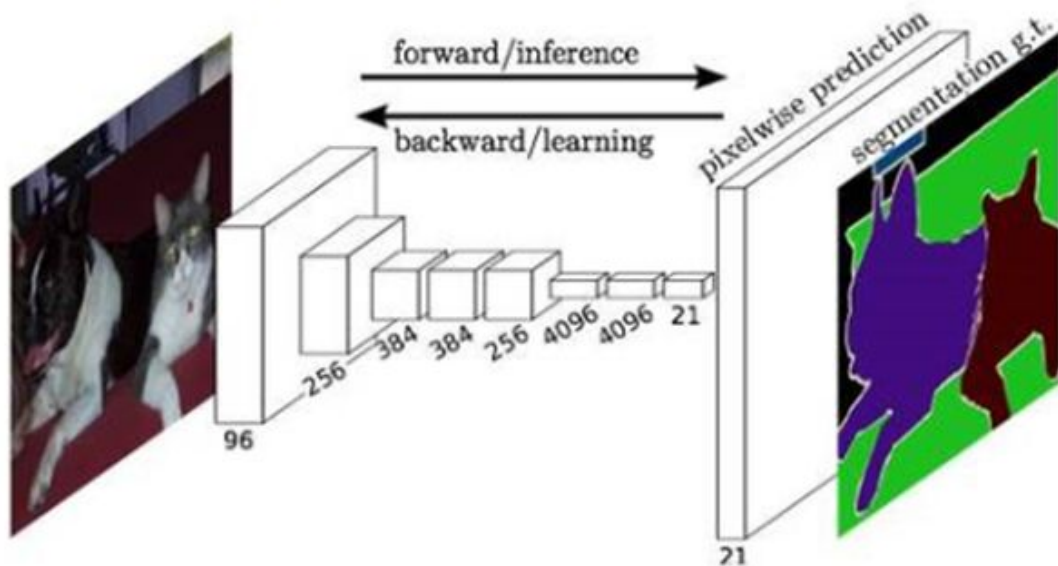 forward/inference
backward/learning
pixelwise prediction
segmentation g.t.
96
256
384
384
256
4096
4096
21
21